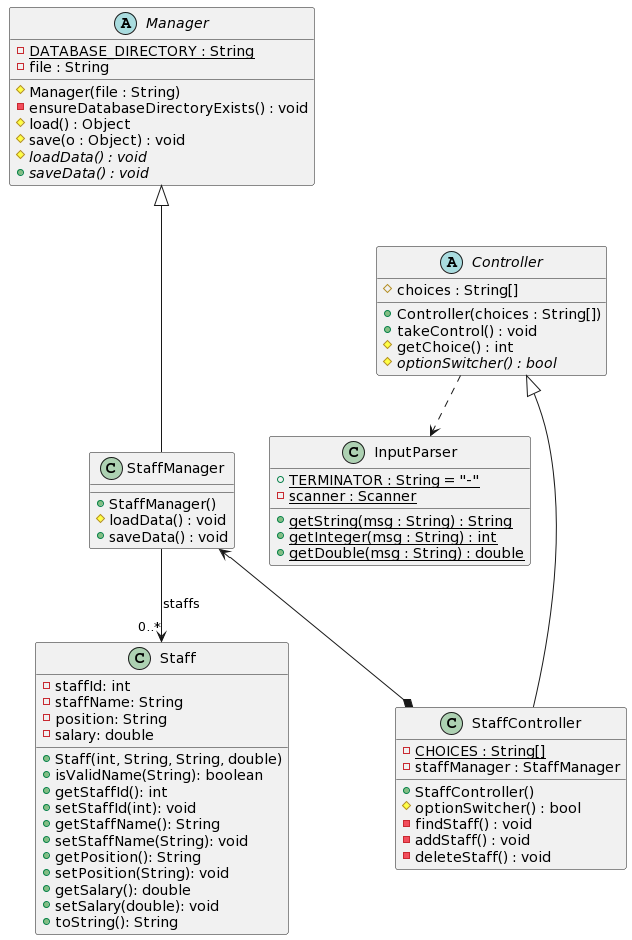 A Manager
DATABASE_DIRECTORY : String
file : String
Manager(file : String)
ensureDatabaseDirectoryExists() : void
load() : Object
save(o : Object) : void
loadData() : void
saveData() : void
A Controller
choices : String[]
Controller(choices : String[])
takeControl() : void
getChoice() : int
optionSwitcher() : bool
C StaffManager
StaffManager()
loadData() : void
saveData() : void
C InputParser
TERMINATOR : String = "-"
scanner : Scanner
getString(msg : String) : String
getInteger(msg : String) : int
getDouble(msg : String) : double
staffs
0..*
C Staff
staffId: int
staffName: String
position: String
salary: double
Staff(int, String, String, double)
isValidName(String): boolean
getStaffId(): int
setStaffId(int): void
getStaffName(): String
setStaffName(String): void
getPosition(): String
setPosition(String): void
getSalary(): double
setSalary(double): void
toString(): String
C StaffController
CHOICES : String[]
staffManager : StaffManager
StaffController()
optionSwitcher() : bool
findStaff() : void
addStaff() : void
deleteStaff() : void